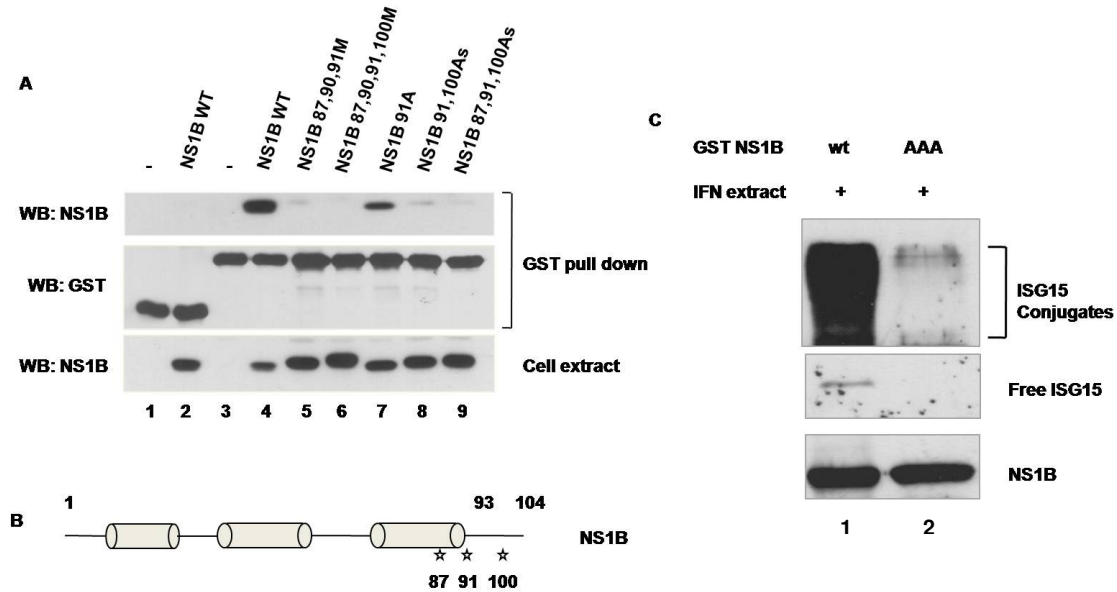 A
-
NS1B WT
-
NS1B WT
NS1B 87,90,91M
NS1B 87,90,91,100M
NS1B 91A
NS1B 91,100As
NS1B 87,91,100As
WB: NS1B
WB: GST
GST pull down
WB: NS1B
Cell extract
1 2 3 4 5 6 7 8 9
B
1 93 104
NS1B
87 91 100
C
GST NS1B wt AAA
IFN extract + +
ISG15
Conjugates
Free ISG15
NS1B
1 2